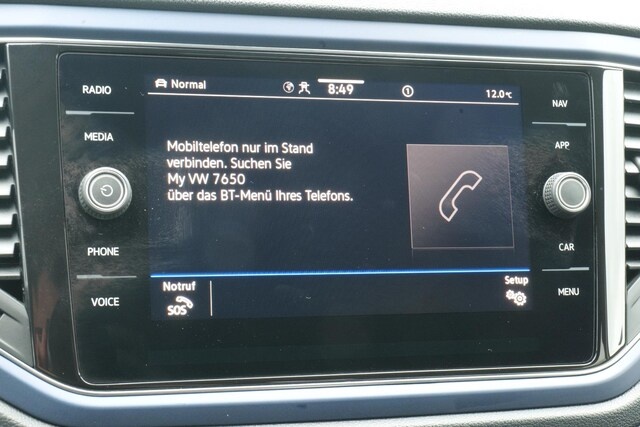 RADIO
MEDIA
PHONE
VOICE
Normal
8:49
1
12.0°C
Mobiltelefon nur im Stand
verbinden. Suchen Sie
My VW 7650
über das BT-Menü Ihres Telefons.
Notruf
SOS
Setup
NAV
APP
CAR
MENU